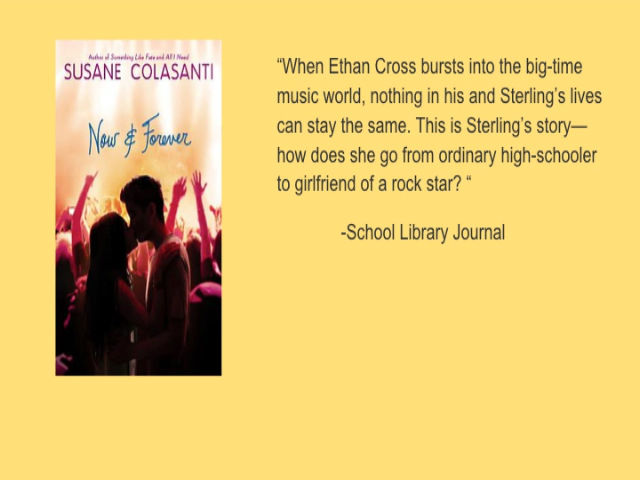 Author of Something Like Fate and All I Need
SUSANE COLASANTI
Now & Forever
“When Ethan Cross bursts into the big-time
music world, nothing in his and Sterling’s lives
can stay the same. This is Sterling’s story—
how does she go from ordinary high-schooler
to girlfriend of a rock star? “
-School Library Journal